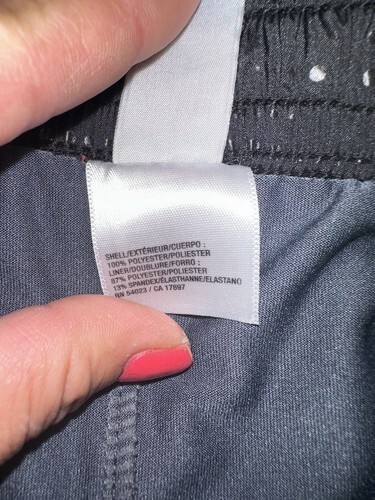 SHELL/EXTÉRIEUR/CUERPO :
100% POLYESTER/POLIESTER
LINER/DOUBLURE/FORRO :
87% POLYESTER/POLIESTER
13% SPANDEX/ÉLASTHANNE/ELASTANO
RN 54023 / CA 17897